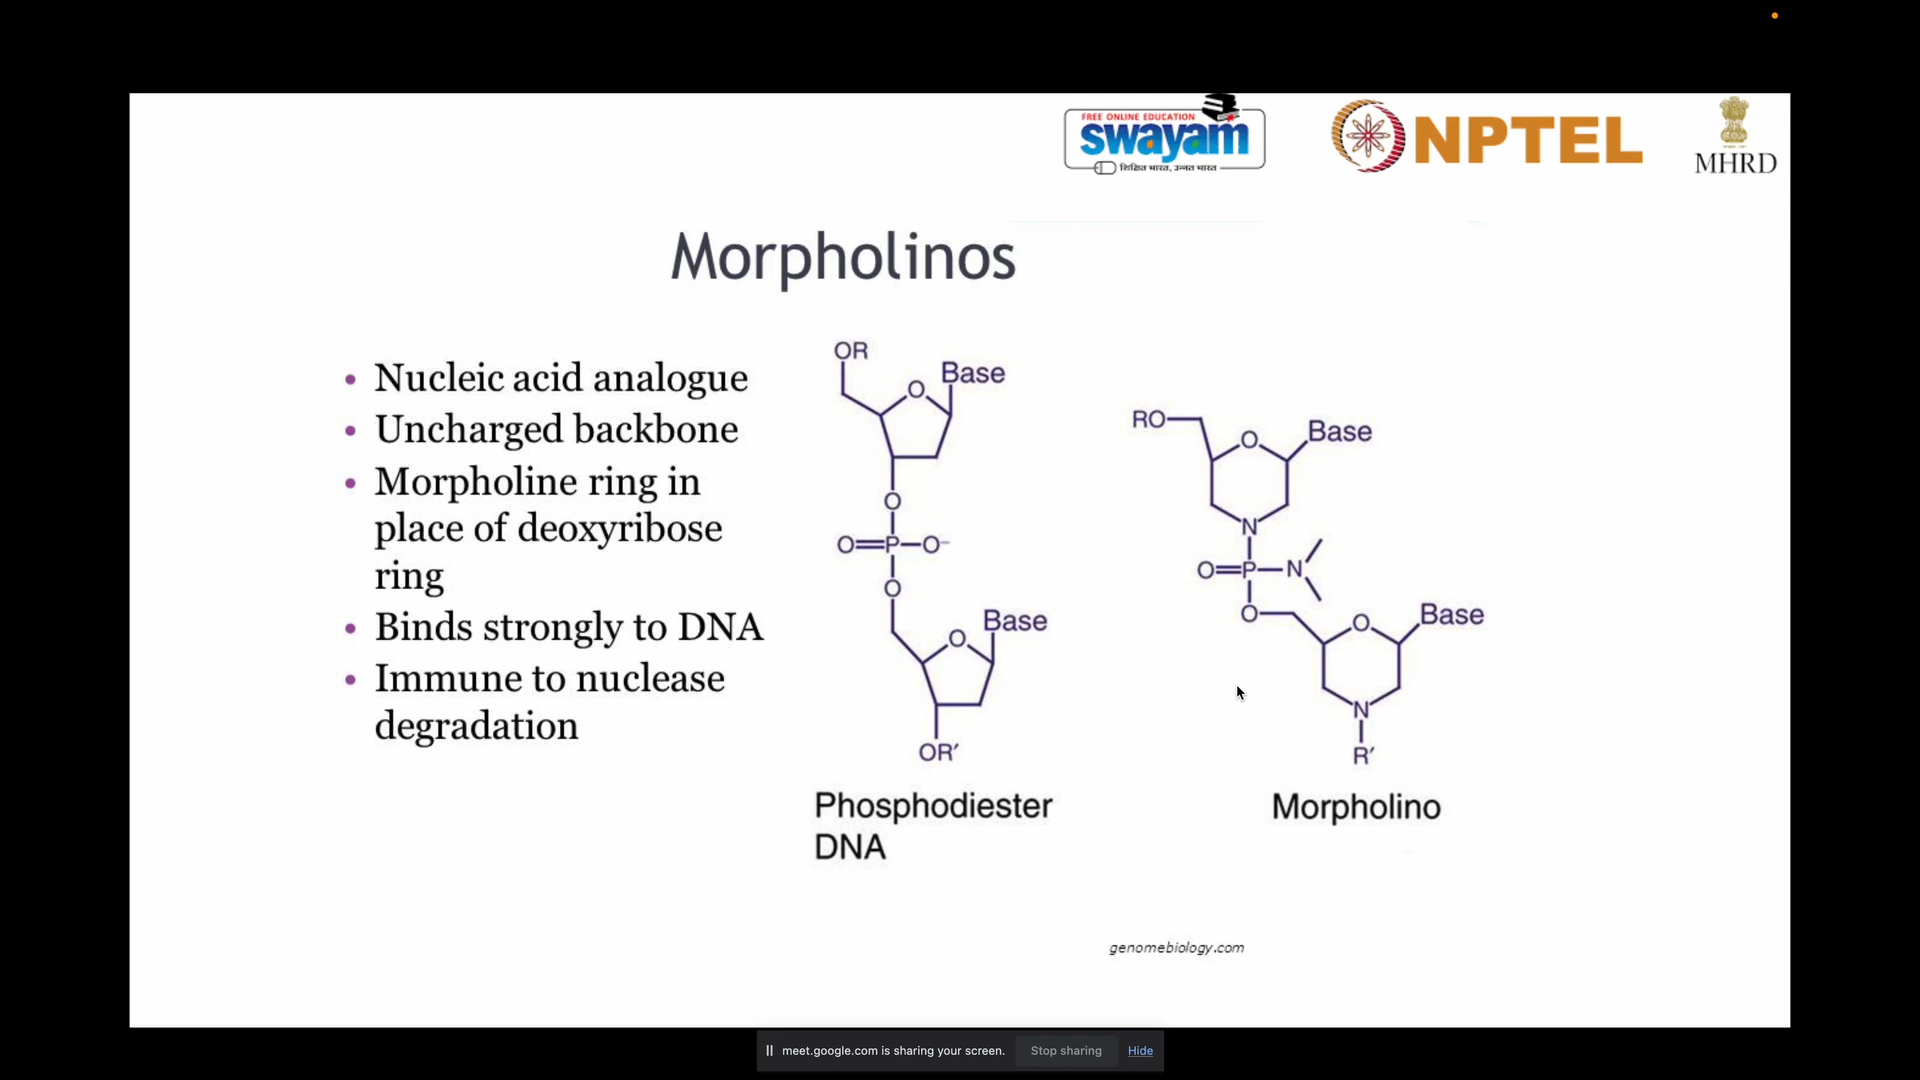 FREE ONLINE EDUCATION
swayam
शिक्षित भारत, उन्नत भारत
NPTEL
MHRD
Morpholinos
• Nucleic acid analogue
• Uncharged backbone
• Morpholine ring in
place of deoxyribose
ring
• Binds strongly to DNA
• Immune to nuclease
degradation
OR
Base
O
O
O=P–O–
O
Base
O
OR′
Phosphodiester
DNA
RO
Base
O
N
O=P–N
O
Base
O
N
R′
Morpholino
genomebiology.com
meet.google.com is sharing your screen.
Stop sharing
Hide